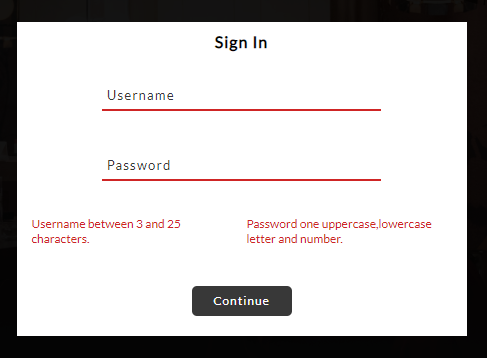 Sign In
Username
Password
Username between 3 and 25
characters.
Password one uppercase,lowercase
letter and number.
Continue